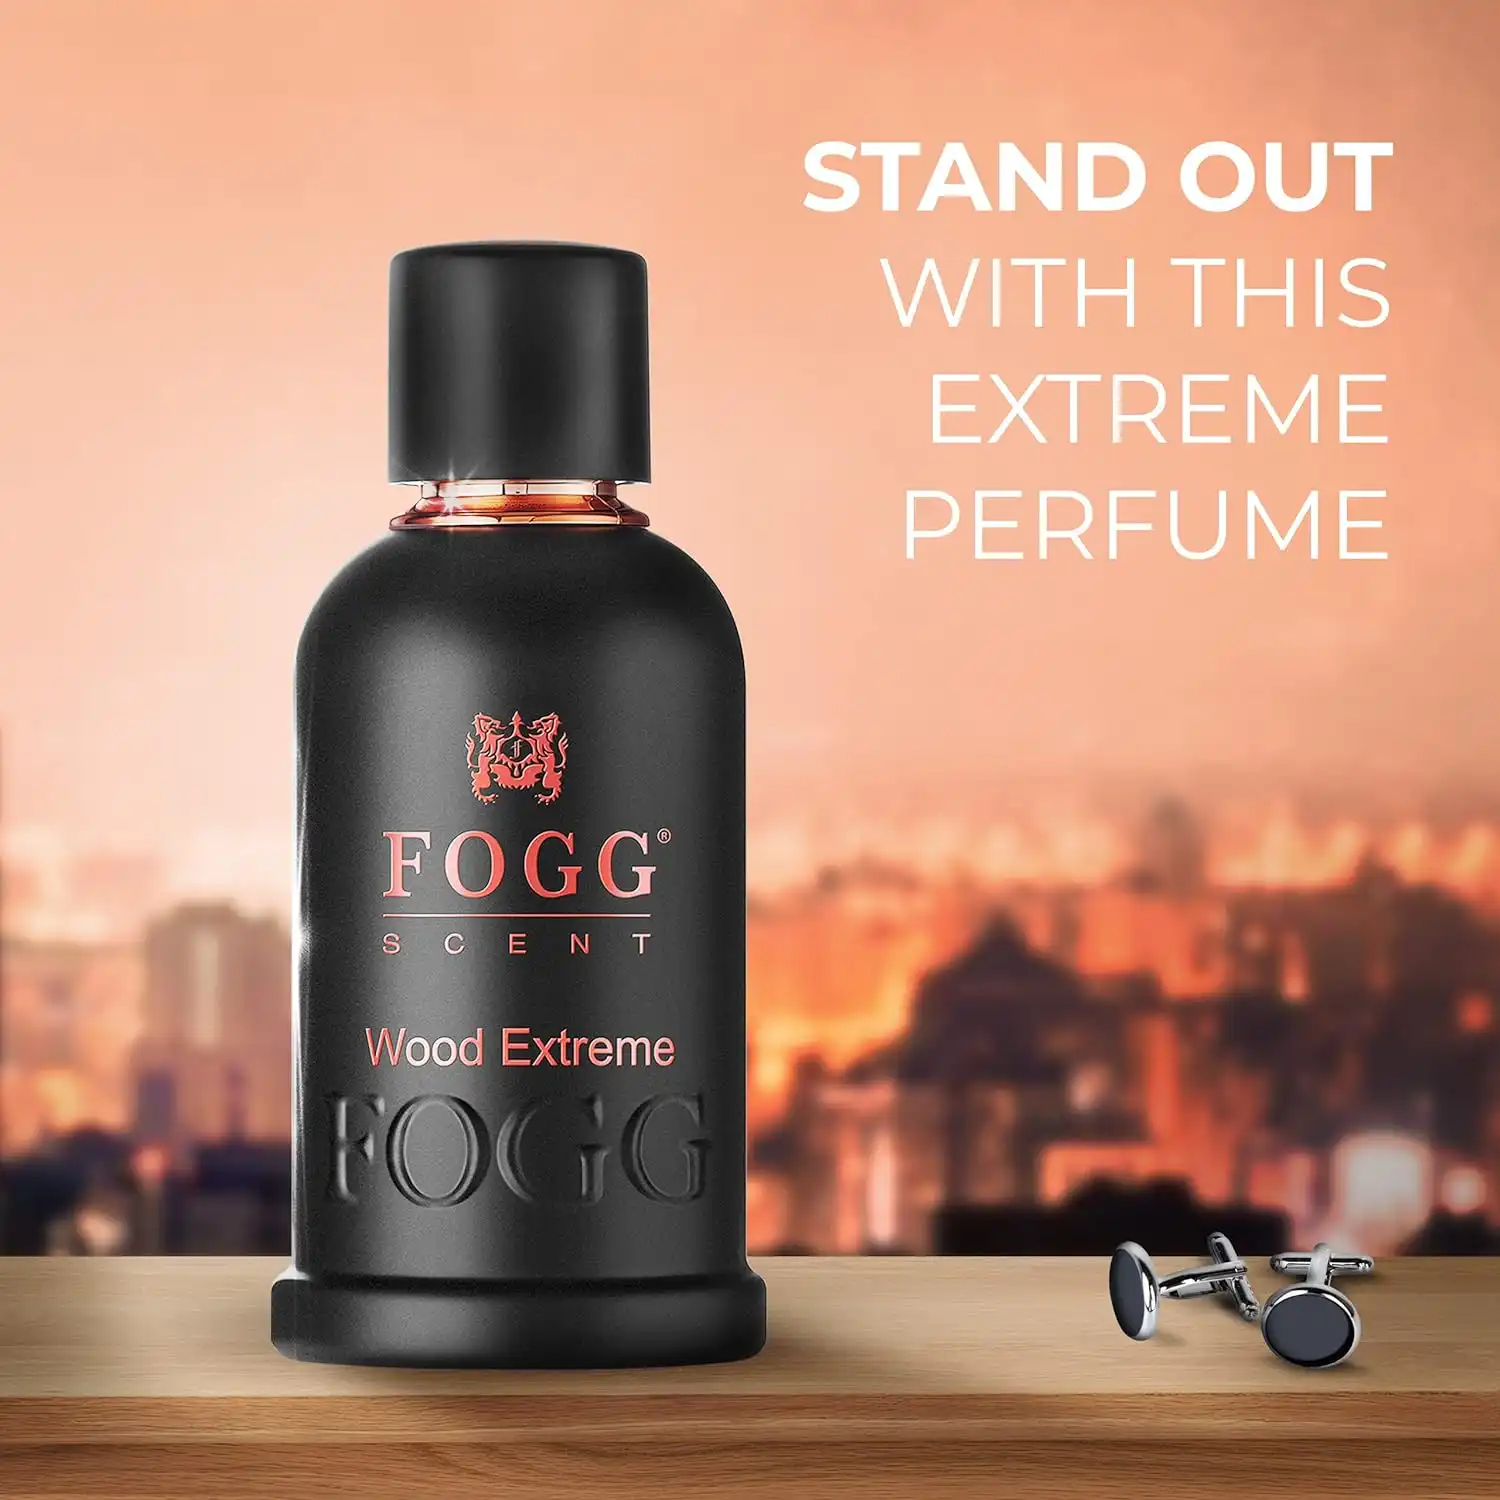 STAND OUT
WITH THIS
EXTREME
PERFUME
FOGG®
SCENT
Wood Extreme
FOGG